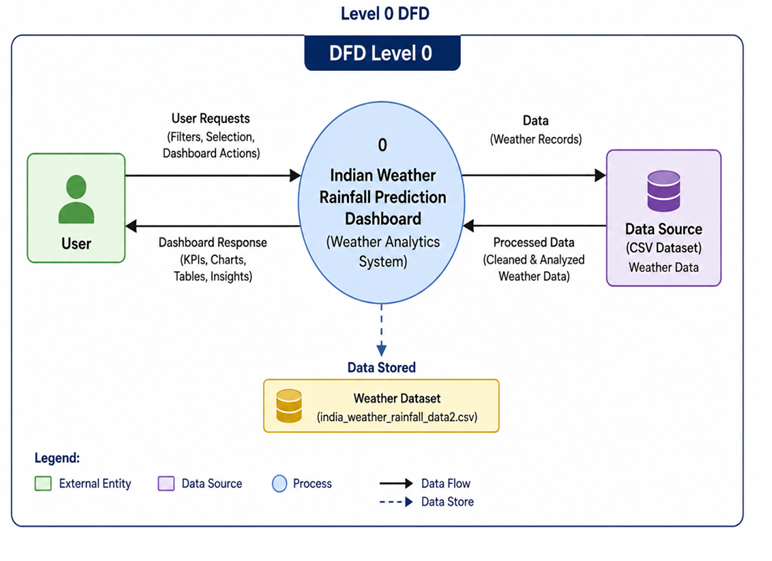 Level 0 DFD
DFD Level 0
User Requests
(Filters, Selection,
Dashboard Actions)
User
Dashboard Response
(KPIs, Charts,
Tables, Insights)
0
Indian Weather
Rainfall Prediction
Dashboard
(Weather Analytics
System)
Data
(Weather Records)
Processed Data
(Cleaned & Analyzed
Weather Data)
Data Source
(CSV Dataset)
Weather Data
Data Stored
Weather Dataset
(india_weather_rainfall_data2.csv)
Legend:
External Entity
Data Source
Process
Data Flow
Data Store